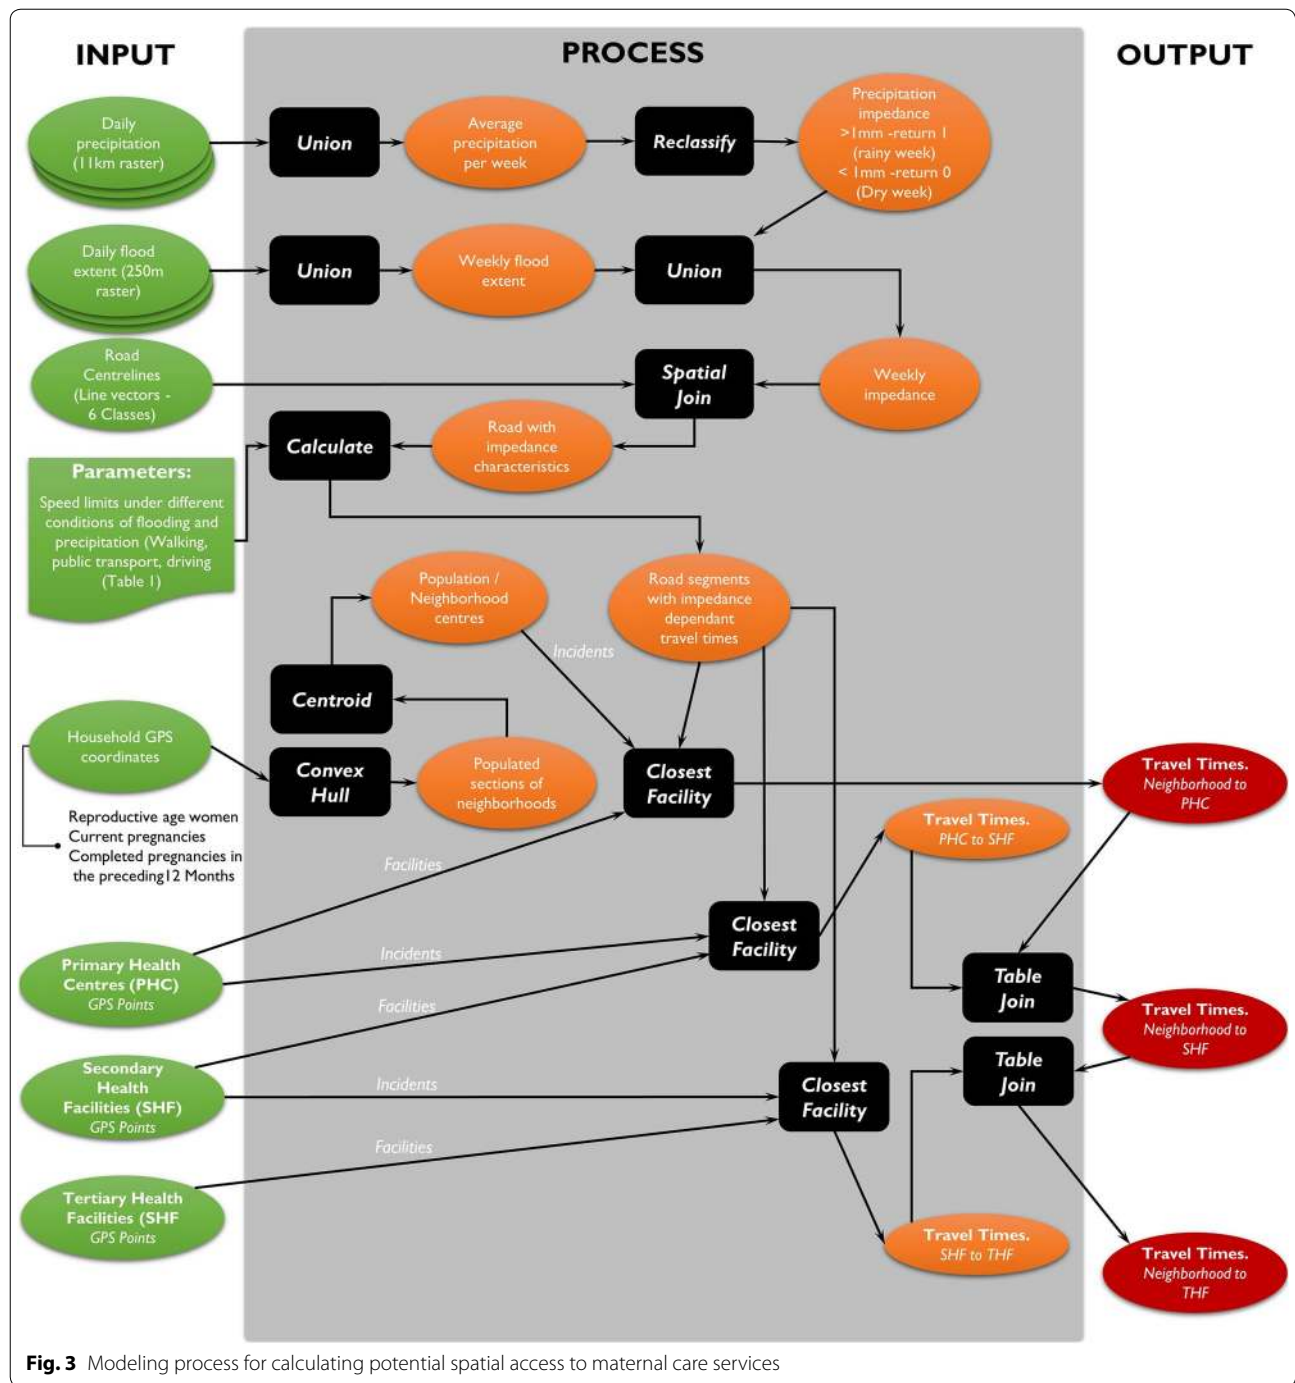 INPUT
PROCESS
OUTPUT
Daily
precipitation
(11km raster)
Union
Average
precipitation
per week
Reclassify
Precipitation
impedance
>1mm -return 1
(rainy week)
< 1mm -return 0
(Dry week)
Daily flood
extent (250m
raster)
Union
Weekly flood
extent
Union
Road
Centrelines
(Line vectors -
6 Classes)
Spatial
Join
Weekly
impedance
Calculate
Road with
impedance
characteristics
Parameters:
Speed limits under different
conditions of flooding and
precipitation (Walking,
public transport, driving
(Table 1)
Population /
Neighborhood
centres
Road segments
with impedance
dependant
travel times
Incidents
Centroid
Household GPS
coordinates
Convex
Hull
Populated
sections of
neighborhoods
Closest
Facility
Travel Times.
Neighborhood to
PHC
Reproductive age women
Current pregnancies
Completed pregnancies in
the preceding12 Months
Travel Times.
PHC to SHF
Facilities
Closest
Facility
Primary Health
Centres (PHC)
GPS Points
Incidents
Table
Join
Facilities
Travel Times.
Neighborhood to
SHF
Secondary
Health
Facilities (SHF)
GPS Points
Incidents
Closest
Facility
Table
Join
Facilities
Tertiary Health
Facilities (SHF
GPS Points
Travel Times.
SHF to THF
Travel Times.
Neighborhood to
THF
Fig. 3 Modeling process for calculating potential spatial access to maternal care services